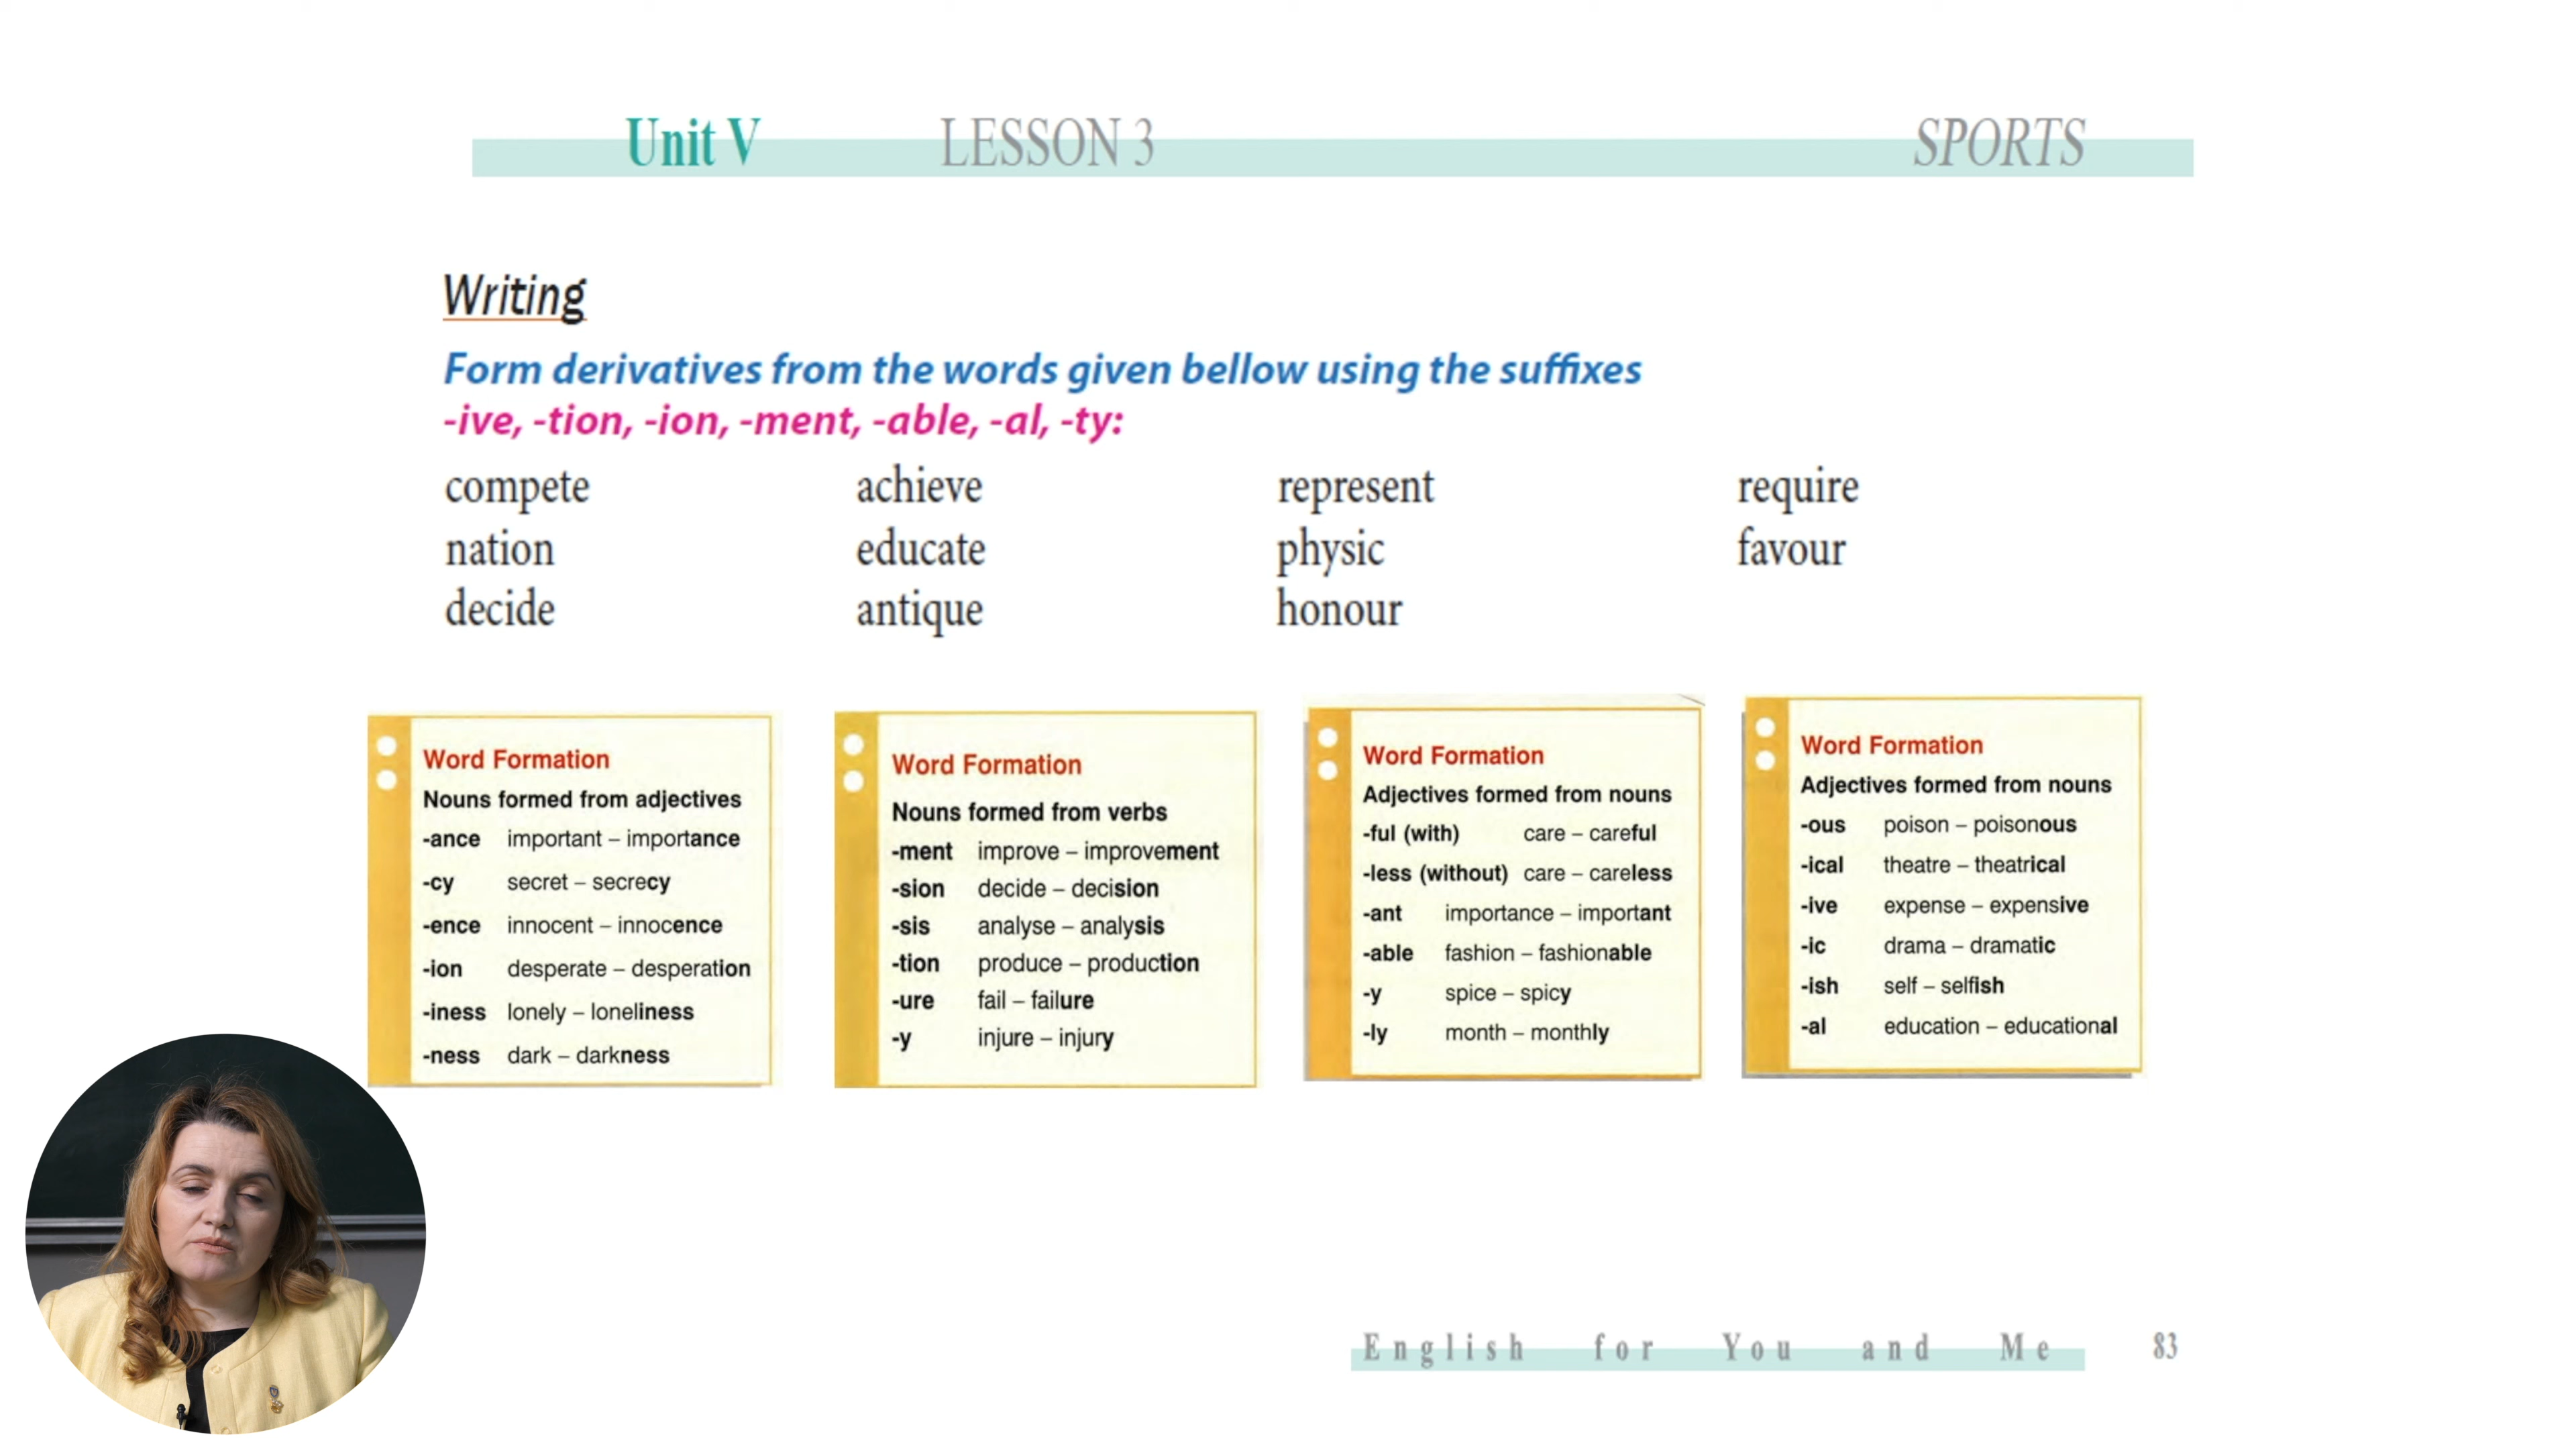 Unit V LESSON 3 SPORTS
Writing
Form derivatives from the words given bellow using the suffixes
-ive, -tion, -ion, -ment, -able, -al, -ty:
compete achieve represent require
nation educate physic favour
decide antique honour
Word Formation
Nouns formed from adjectives
-ance important – importance
-cy secret – secrecy
-ence innocent – innocence
-ion desperate – desperation
-iness lonely – loneliness
-ness dark – darkness
Word Formation
Nouns formed from verbs
-ment improve – improvement
-sion decide – decision
-sis analyse – analysis
-tion produce – production
-ure fail – failure
-y injure – injury
Word Formation
Adjectives formed from nouns
-ful (with) care – careful
-less (without) care – careless
-ant importance – important
-able fashion – fashionable
-y spice – spicy
-ly month – monthly
Word Formation
Adjectives formed from nouns
-ous poison – poisonous
-ical theatre – theatrical
-ive expense – expensive
-ic drama – dramatic
-ish self – selfish
-al education – educational
English for You and Me 83